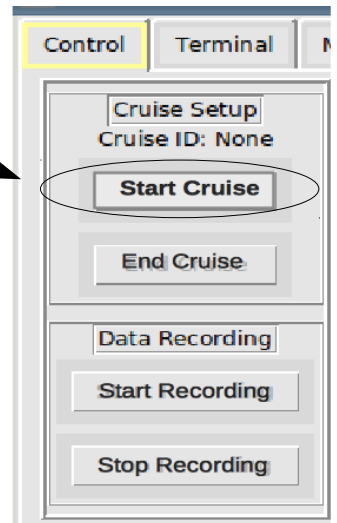 Control Terminal
Cruise Setup
Cruise ID: None
Start Cruise
End Cruise
Data Recording
Start Recording
Stop Recording